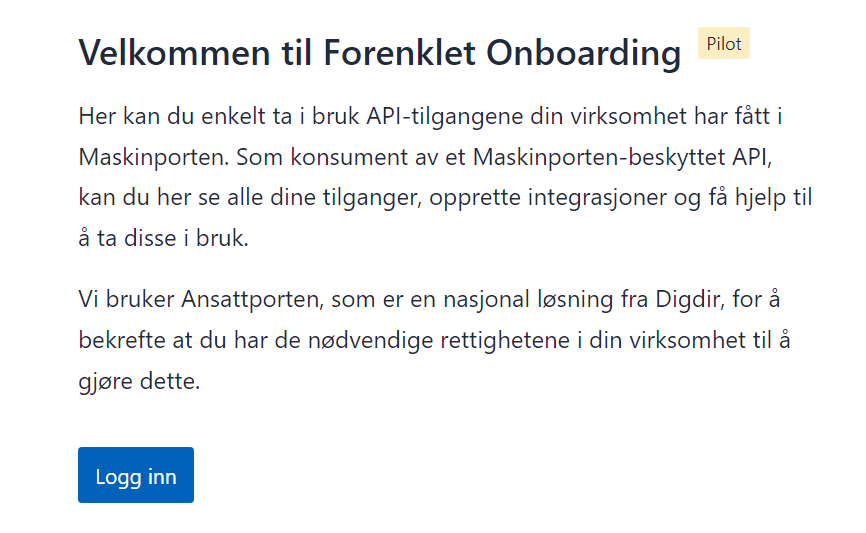 Velkommen til Forenklet Onboarding Pilot
Her kan du enkelt ta i bruk API-tilgangene din virksomhet har fått i
Maskinporten. Som konsument av et Maskinporten-beskyttet API,
kan du her se alle dine tilganger, opprette integrasjoner og få hjelp til
å ta disse i bruk.
Vi bruker Ansattporten, som er en nasjonal løsning fra Digdir, for å
bekrefte at du har de nødvendige rettighetene i din virksomhet til å
gjøre dette.
Logg inn